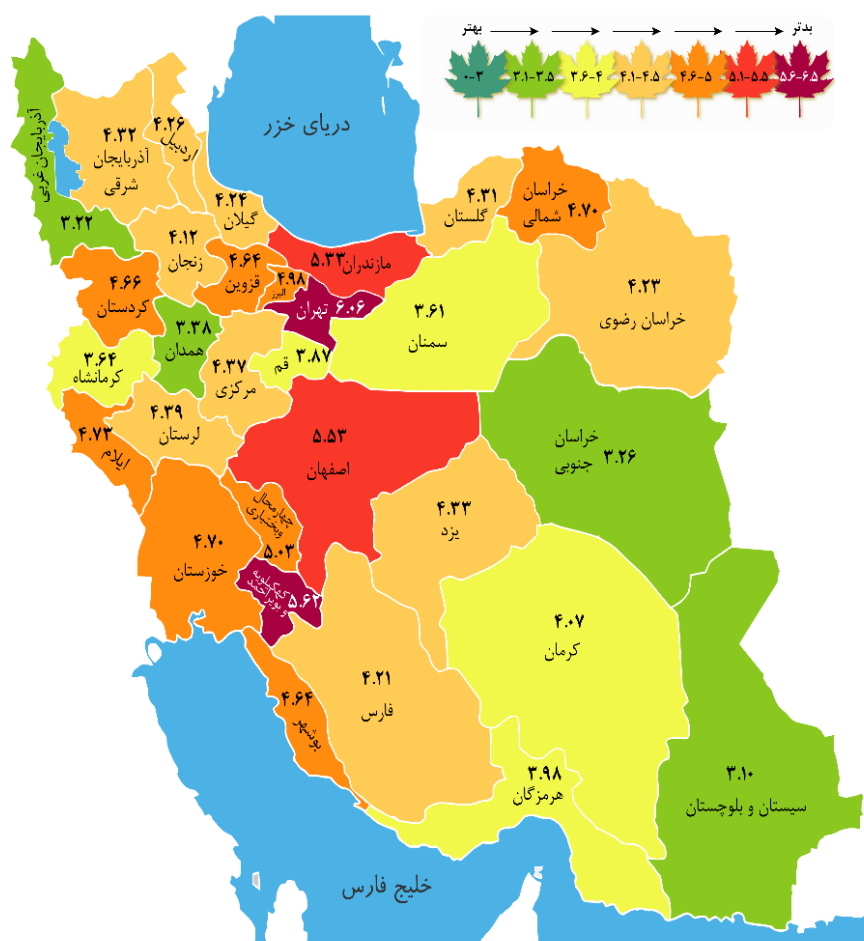 بهتر
بدتر
۰-۳
۳.۱-۳.۵
۳.۶-۴
۴.۱-۴.۵
۴.۶-۵
۵.۱-۵.۵
۵.۶-۶.۵
دریای خزر
آذربایجان غربی
۳.۲۲
۴.۳۲
آذربایجان
شرقی
۴.۲۶
اردبیل
۴.۲۴
گیلان
۴.۱۲
زنجان
۴.۶۴
قزوین
۴.۹۸
البرز
۵.۳۳
مازندران
تهران ۶.۰۶
۴.۳۱
گلستان
خراسان
شمالی
۴.۷۰
۴.۲۳
خراسان رضوی
۳.۶۱
سمنان
۴.۶۶
کردستان
۳.۳۸
همدان
۳.۶۴
کرمانشاه
۴.۳۷
مرکزی
قم ۳.۸۷
۴.۳۹
لرستان
۴.۷۳
ایلام
۵.۵۳
اصفهان
خراسان
جنوبی
۳.۲۶
۴.۳۳
یزد
چهارمحال
وبختیاری
۵.۰۳
۴.۷۰
خوزستان
کهکیلویه
و بویر احمد
۵.۶۲
۴.۰۷
کرمان
۴.۲۱
فارس
۴.۶۴
بوشهر
۳.۹۸
هرمزگان
۳.۱۰
سیستان و بلوچستان
خلیج فارس